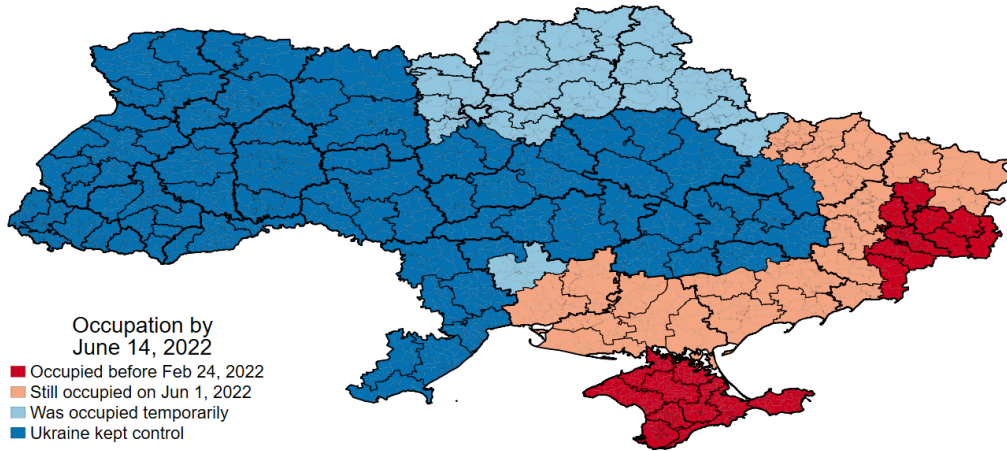 Occupation by
June 14, 2022
Occupied before Feb 24, 2022
Still occupied on Jun 1, 2022
Was occupied temporarily
Ukraine kept control